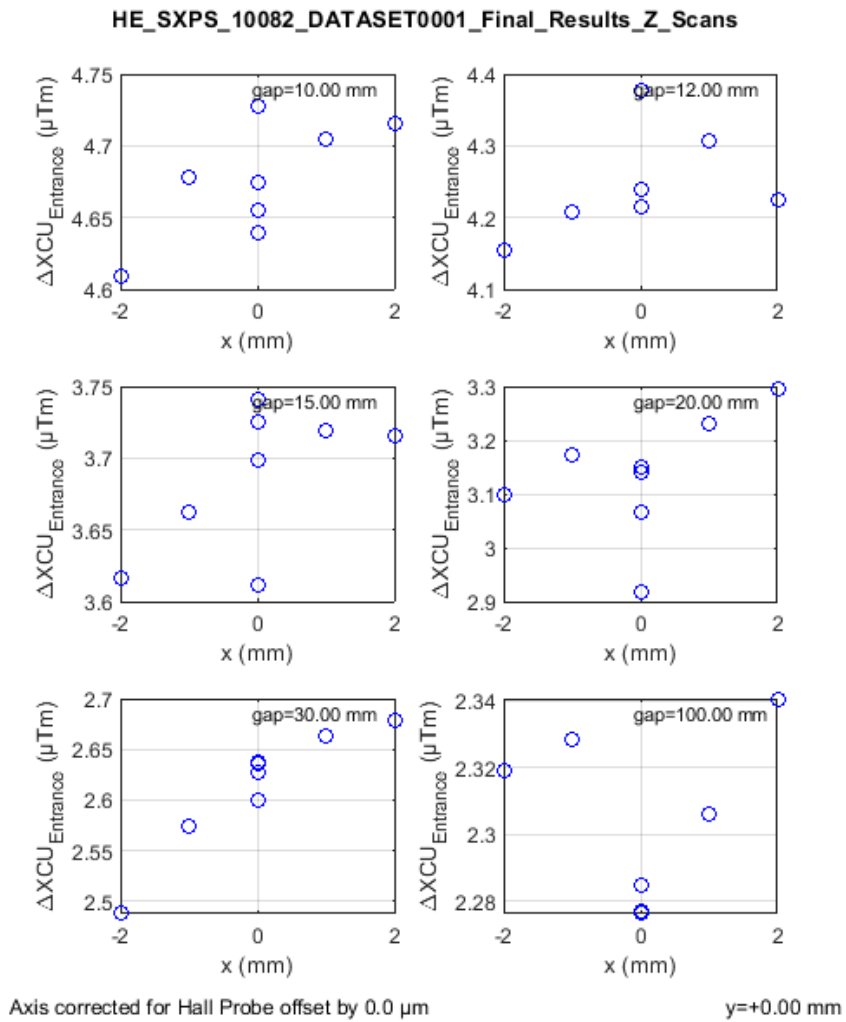 HE_SXPS_10082_DATASET0001_Final_Results_Z_Scans
gap=10.00 mm
ΔXCU_Entrance (µTm)
4.75
4.7
4.65
4.6
-2 0 2
x (mm)
gap=12.00 mm
ΔXCU_Entrance (µTm)
4.4
4.3
4.2
4.1
-2 0 2
x (mm)
gap=15.00 mm
ΔXCU_Entrance (µTm)
3.75
3.7
3.65
3.6
-2 0 2
x (mm)
gap=20.00 mm
ΔXCU_Entrance (µTm)
3.3
3.2
3.1
3
2.9
-2 0 2
x (mm)
gap=30.00 mm
ΔXCU_Entrance (µTm)
2.7
2.65
2.6
2.55
2.5
-2 0 2
x (mm)
gap=100.00 mm
ΔXCU_Entrance (µTm)
2.34
2.32
2.3
2.28
-2 0 2
x (mm)
Axis corrected for Hall Probe offset by 0.0 µm
y=+0.00 mm